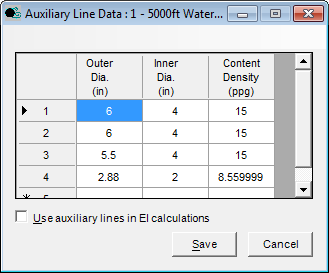 Auxiliary Line Data : 1 - 5000ft Water...
Outer Dia. (in) Inner Dia. (in) Content Density (ppg)
1 6 4 15
2 6 4 15
3 5.5 4 15
4 2.88 2 8.559999
5
Use auxiliary lines in EI calculations
Save Cancel